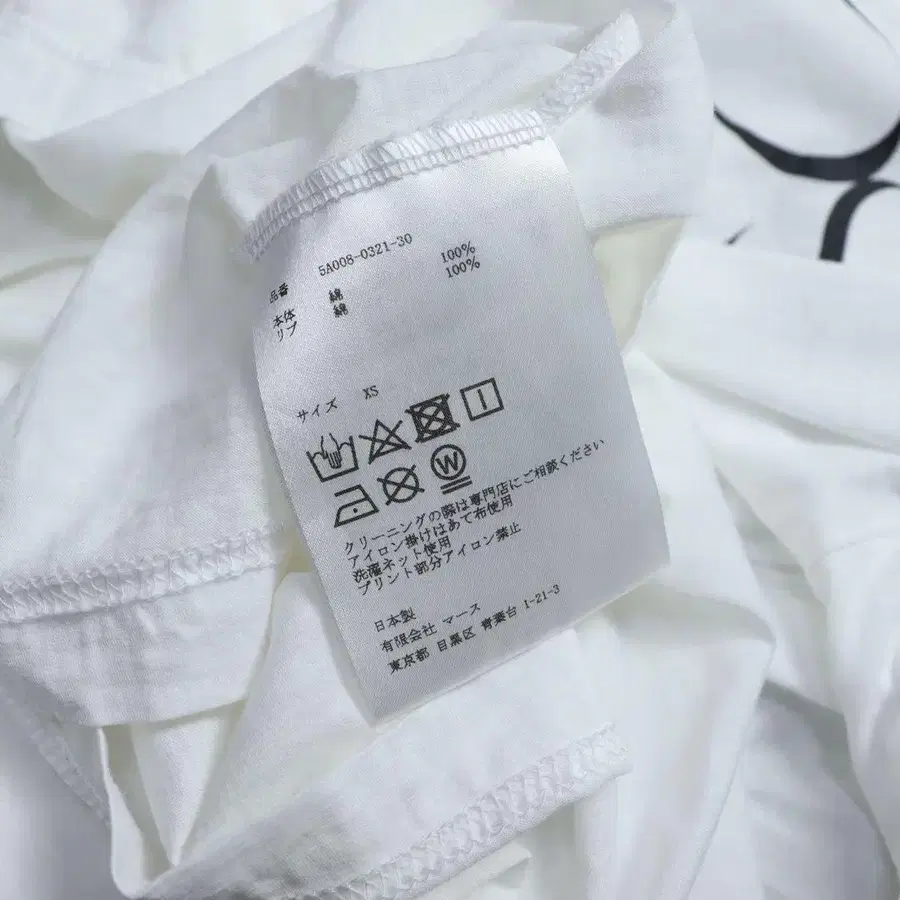 品番 5A008-0321-30
本体 綿 100%
リブ 綿 100%
サイズ XS
W
クリーニングの際は専門店にご相談ください
アイロン掛けはあて布使用
洗濯ネット使用
プリント部分アイロン禁止
日本製
有限会社 マース
東京都 目黒区 青葉台 1-21-3